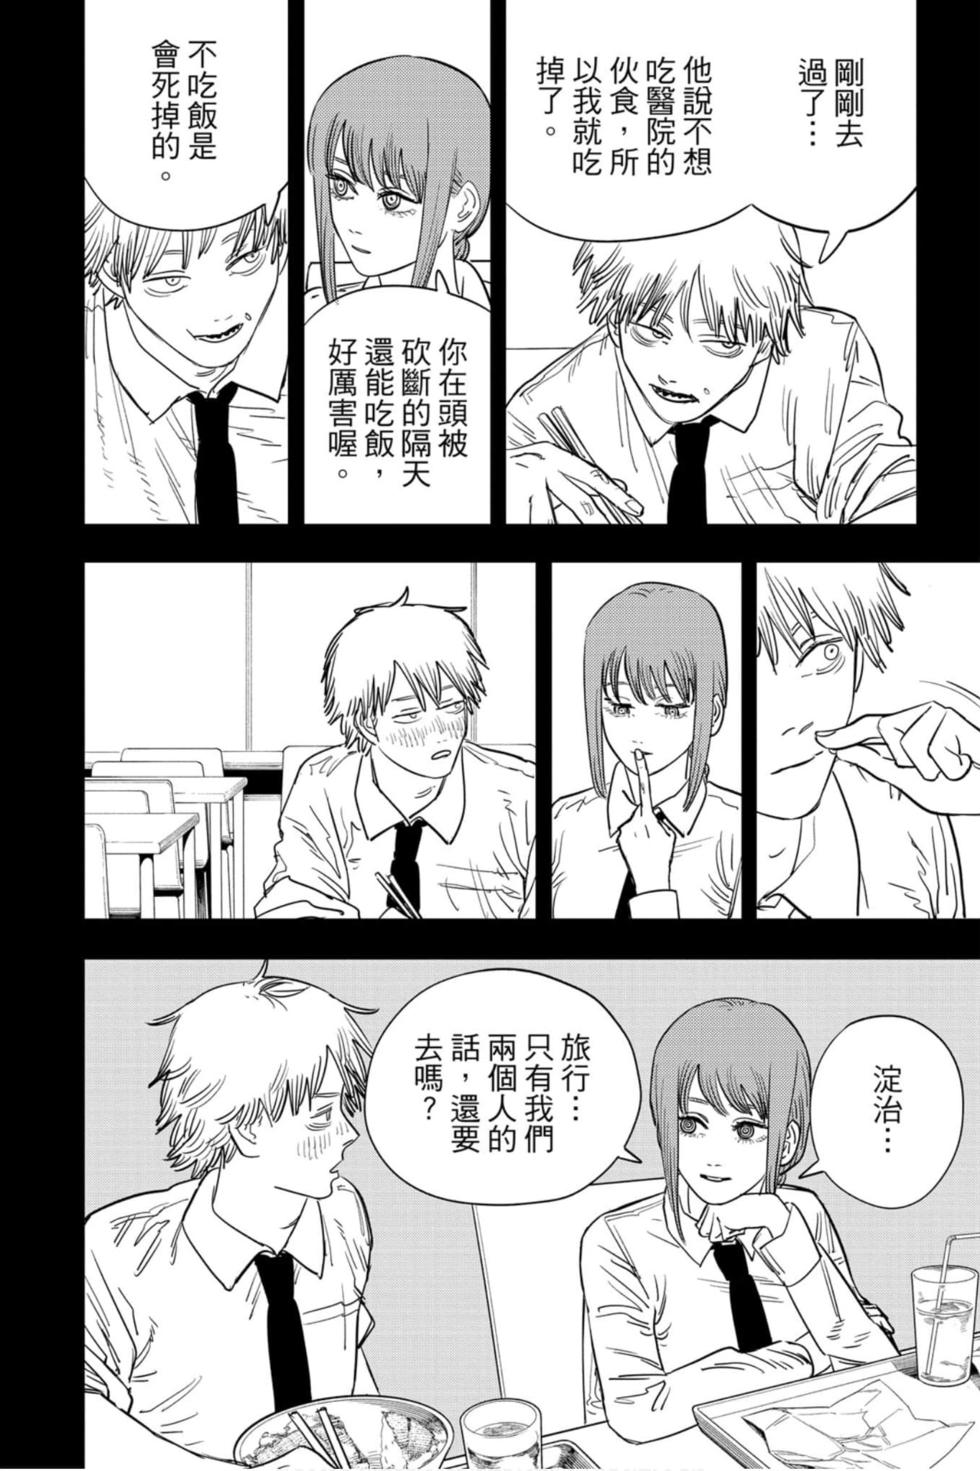 剛剛去
過了…
他說不想
吃醫院的
伙食，所
以我就吃
掉了。
你在頭被
砍斷的隔天
還能吃飯，
好厲害喔。
不吃飯是
會死掉的。
淀治…
旅行…
只有我們
兩個人的
話，還要
去嗎？